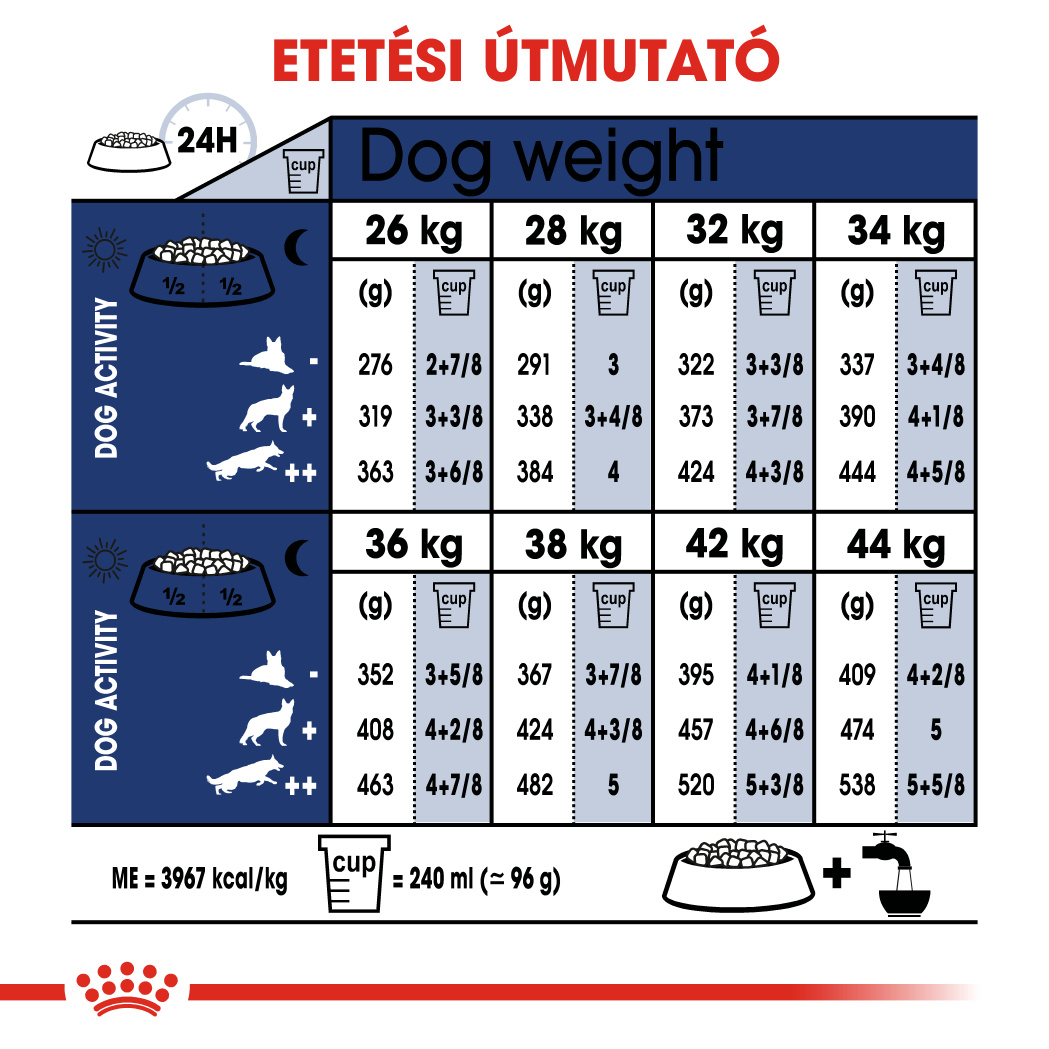 ETETÉSI ÚTMUTATÓ
24H
cup
Dog weight
26 kg 28 kg 32 kg 34 kg
½ ½
DOG ACTIVITY
(g) cup (g) cup (g) cup (g) cup
- 276 2+7/8 291 3 322 3+3/8 337 3+4/8
+ 319 3+3/8 338 3+4/8 373 3+7/8 390 4+1/8
++ 363 3+6/8 384 4 424 4+3/8 444 4+5/8
36 kg 38 kg 42 kg 44 kg
½ ½
DOG ACTIVITY
(g) cup (g) cup (g) cup (g) cup
- 352 3+5/8 367 3+7/8 395 4+1/8 409 4+2/8
+ 408 4+2/8 424 4+3/8 457 4+6/8 474 5
++ 463 4+7/8 482 5 520 5+3/8 538 5+5/8
ME = 3967 kcal/kg cup = 240 ml (≃ 96 g) +